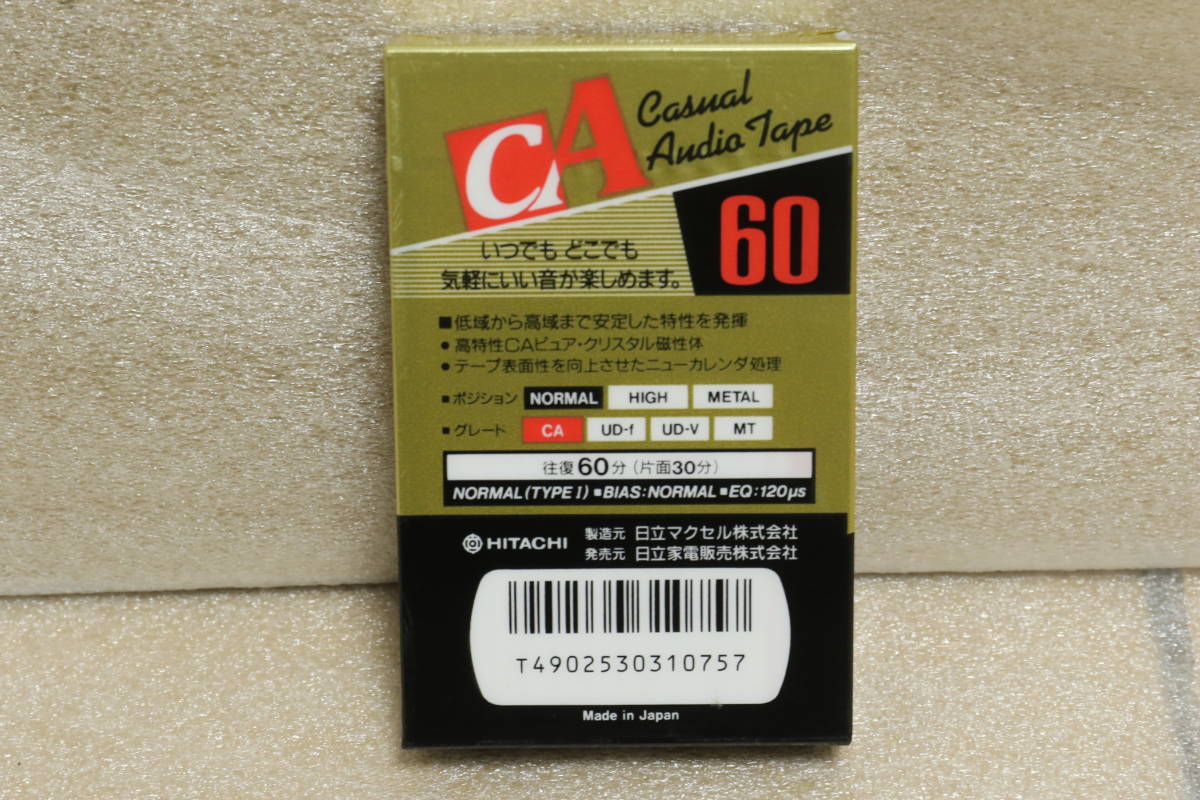 CA
Casual
Audio Tape
60
いつでも どこでも
気軽にいい音が楽しめます。
■低域から高域まで安定した特性を発揮
●高特性CAピュア・クリスタル磁性体
●テープ表面性を向上させたニューカレンダ処理
■ポジション NORMAL HIGH METAL
■グレード CA UD-f UD-V MT
往復60分(片面30分)
NORMAL(TYPE I) ■BIAS:NORMAL ■EQ:120μs
HITACHI
製造元 日立マクセル株式会社
発売元 日立家電販売株式会社
T4902530310757
Made in Japan